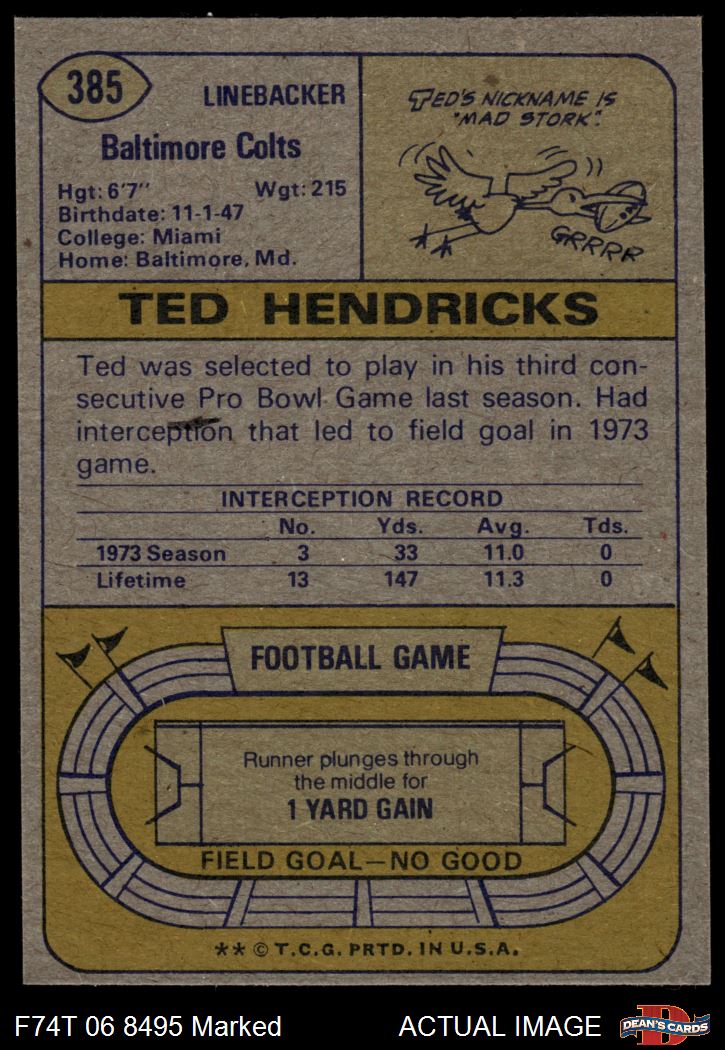 385
LINEBACKER
Baltimore Colts
Hgt: 6'7" Wgt: 215
Birthdate: 11-1-47
College: Miami
Home: Baltimore, Md.
TED'S NICKNAME IS
"MAD STORK".
GRRRR
TED HENDRICKS
Ted was selected to play in his third con-
secutive Pro Bowl Game last season. Had
interception that led to field goal in 1973
game.
INTERCEPTION RECORD
No. Yds. Avg. Tds.
1973 Season 3 33 11.0 0
Lifetime 13 147 11.3 0
FOOTBALL GAME
Runner plunges through
the middle for
1 YARD GAIN
FIELD GOAL—NO GOOD
** © T.C.G. PRTD. IN U.S.A.
F74T 06 8495 Marked ACTUAL IMAGE
D
DEAN'S CARDS